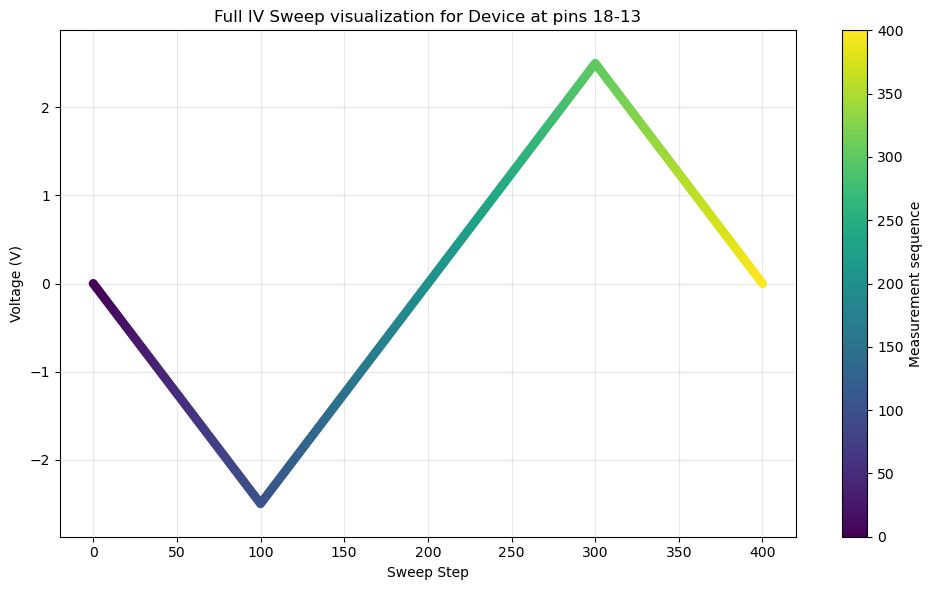 Full IV Sweep visualization for Device at pins 18-13
Voltage (V)
2
1
0
−1
−2
0 50 100 150 200 250 300 350 400
Sweep Step
400
350
300
250
200
150
100
50
0
Measurement sequence